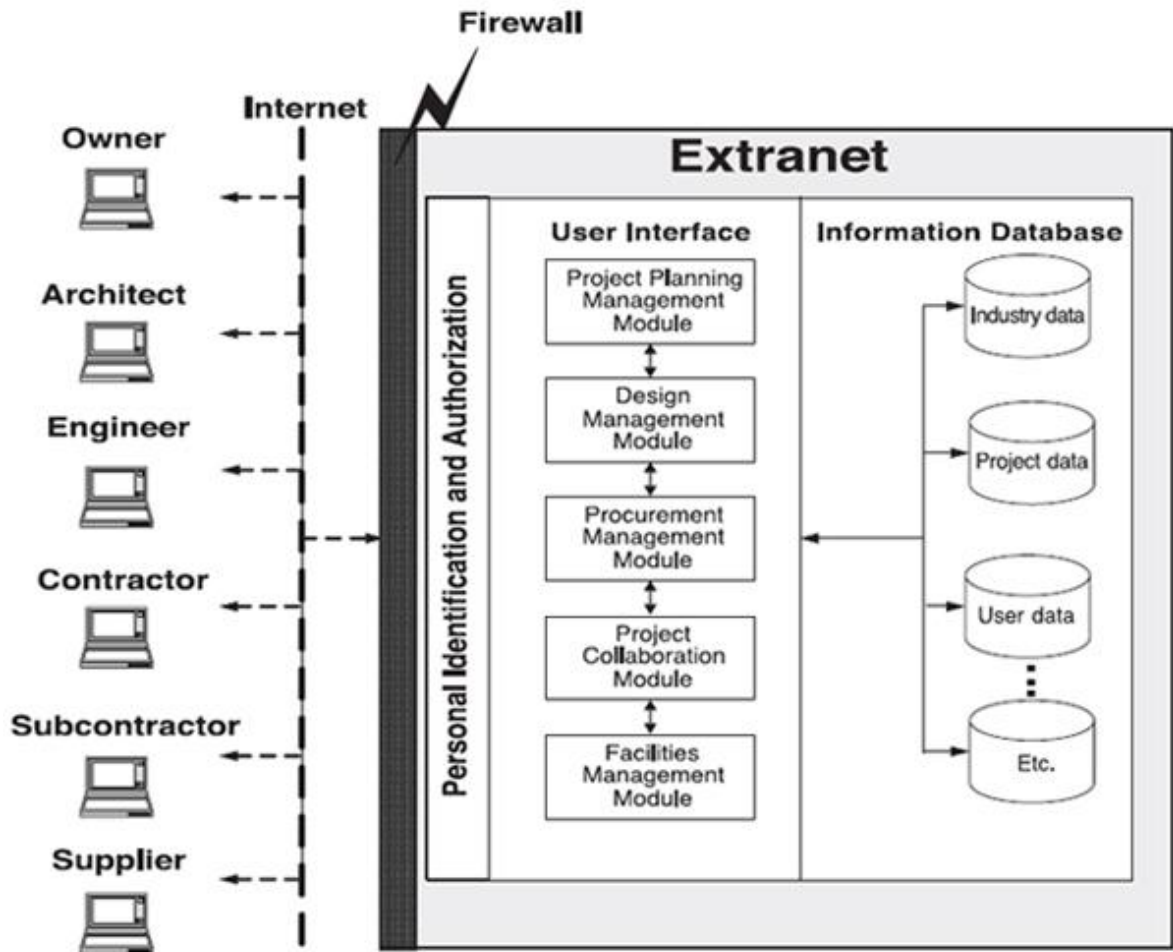 Firewall
Internet
Owner
Architect
Engineer
Contractor
Subcontractor
Supplier
Extranet
Personal Identification and Authorization
User Interface
Project Planning
Management
Module
Design
Management
Module
Procurement
Management
Module
Project
Collaboration
Module
Facilities
Management
Module
Information Database
Industry data
Project data
User data
Etc.